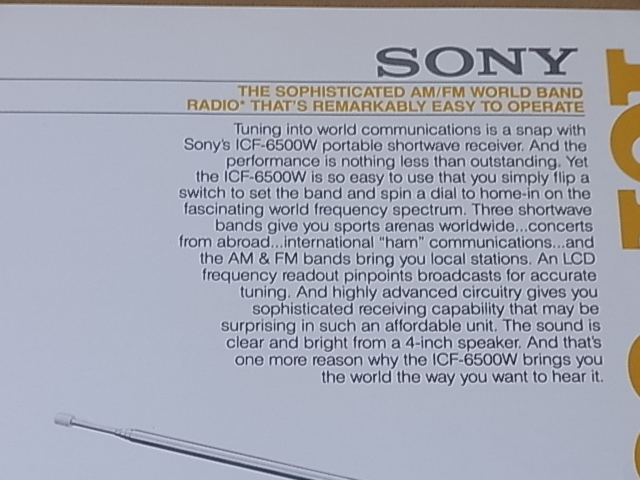 SONY
THE SOPHISTICATED AM/FM WORLD BAND
RADIO* THAT'S REMARKABLY EASY TO OPERATE
Tuning into world communications is a snap with
Sony's ICF-6500W portable shortwave receiver. And the
performance is nothing less than outstanding. Yet
the ICF-6500W is so easy to use that you simply flip a
switch to set the band and spin a dial to home-in on the
fascinating world frequency spectrum. Three shortwave
bands give you sports arenas worldwide...concerts
from abroad...international "ham" communications...and
the AM & FM bands bring you local stations. An LCD
frequency readout pinpoints broadcasts for accurate
tuning. And highly advanced circuitry gives you
sophisticated receiving capability that may be
surprising in such an affordable unit. The sound is
clear and bright from a 4-inch speaker. And that's
one more reason why the ICF-6500W brings you
the world the way you want to hear it.